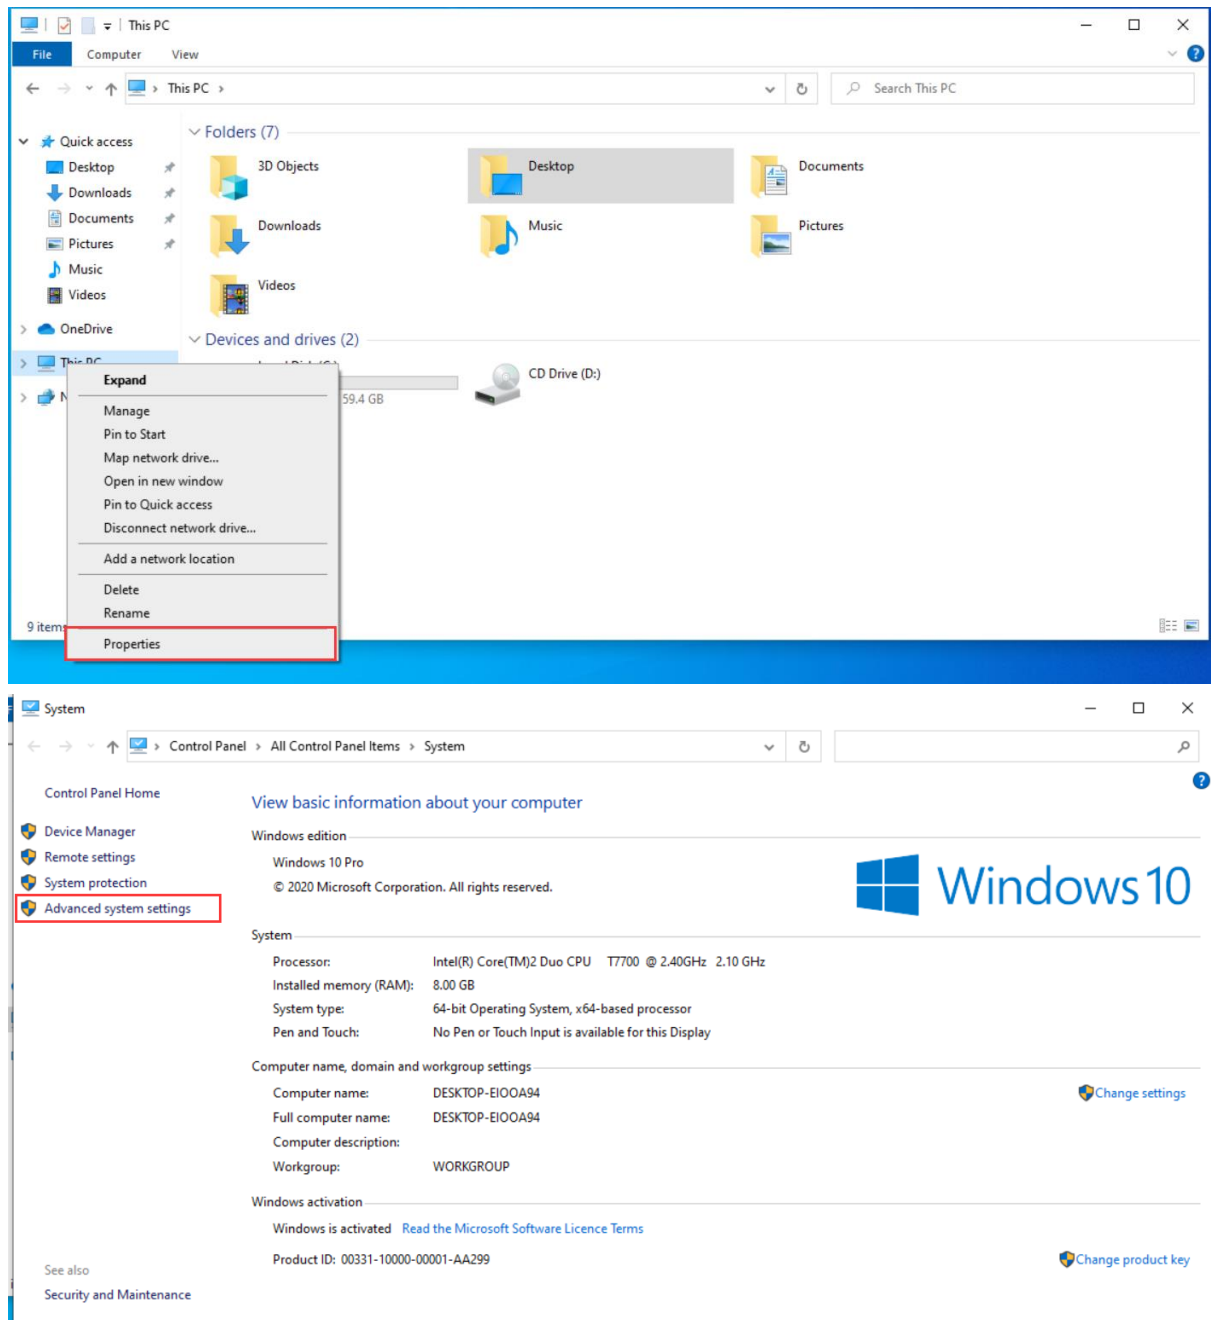 This PC
File Computer View
This PC
Search This PC
Quick access
Desktop
Downloads
Documents
Pictures
Music
Videos
OneDrive
This PC
N
9 items
Folders (7)
3D Objects
Desktop
Documents
Downloads
Music
Pictures
Videos
Devices and drives (2)
59.4 GB
CD Drive (D:)
Expand
Manage
Pin to Start
Map network drive...
Open in new window
Pin to Quick access
Disconnect network drive...
Add a network location
Delete
Rename
Properties
System
Control Panel All Control Panel Items System
Control Panel Home
Device Manager
Remote settings
System protection
Advanced system settings
See also
Security and Maintenance
View basic information about your computer
Windows edition
Windows 10 Pro
© 2020 Microsoft Corporation. All rights reserved.
Windows 10
System
Processor: Intel(R) Core(TM)2 Duo CPU T7700 @ 2.40GHz 2.10 GHz
Installed memory (RAM): 8.00 GB
System type: 64-bit Operating System, x64-based processor
Pen and Touch: No Pen or Touch Input is available for this Display
Computer name, domain and workgroup settings
Computer name: DESKTOP-EIOOA94
Change settings
Full computer name: DESKTOP-EIOOA94
Computer description:
Workgroup: WORKGROUP
Windows activation
Windows is activated Read the Microsoft Software Licence Terms
Product ID: 00331-10000-00001-AA299
Change product key